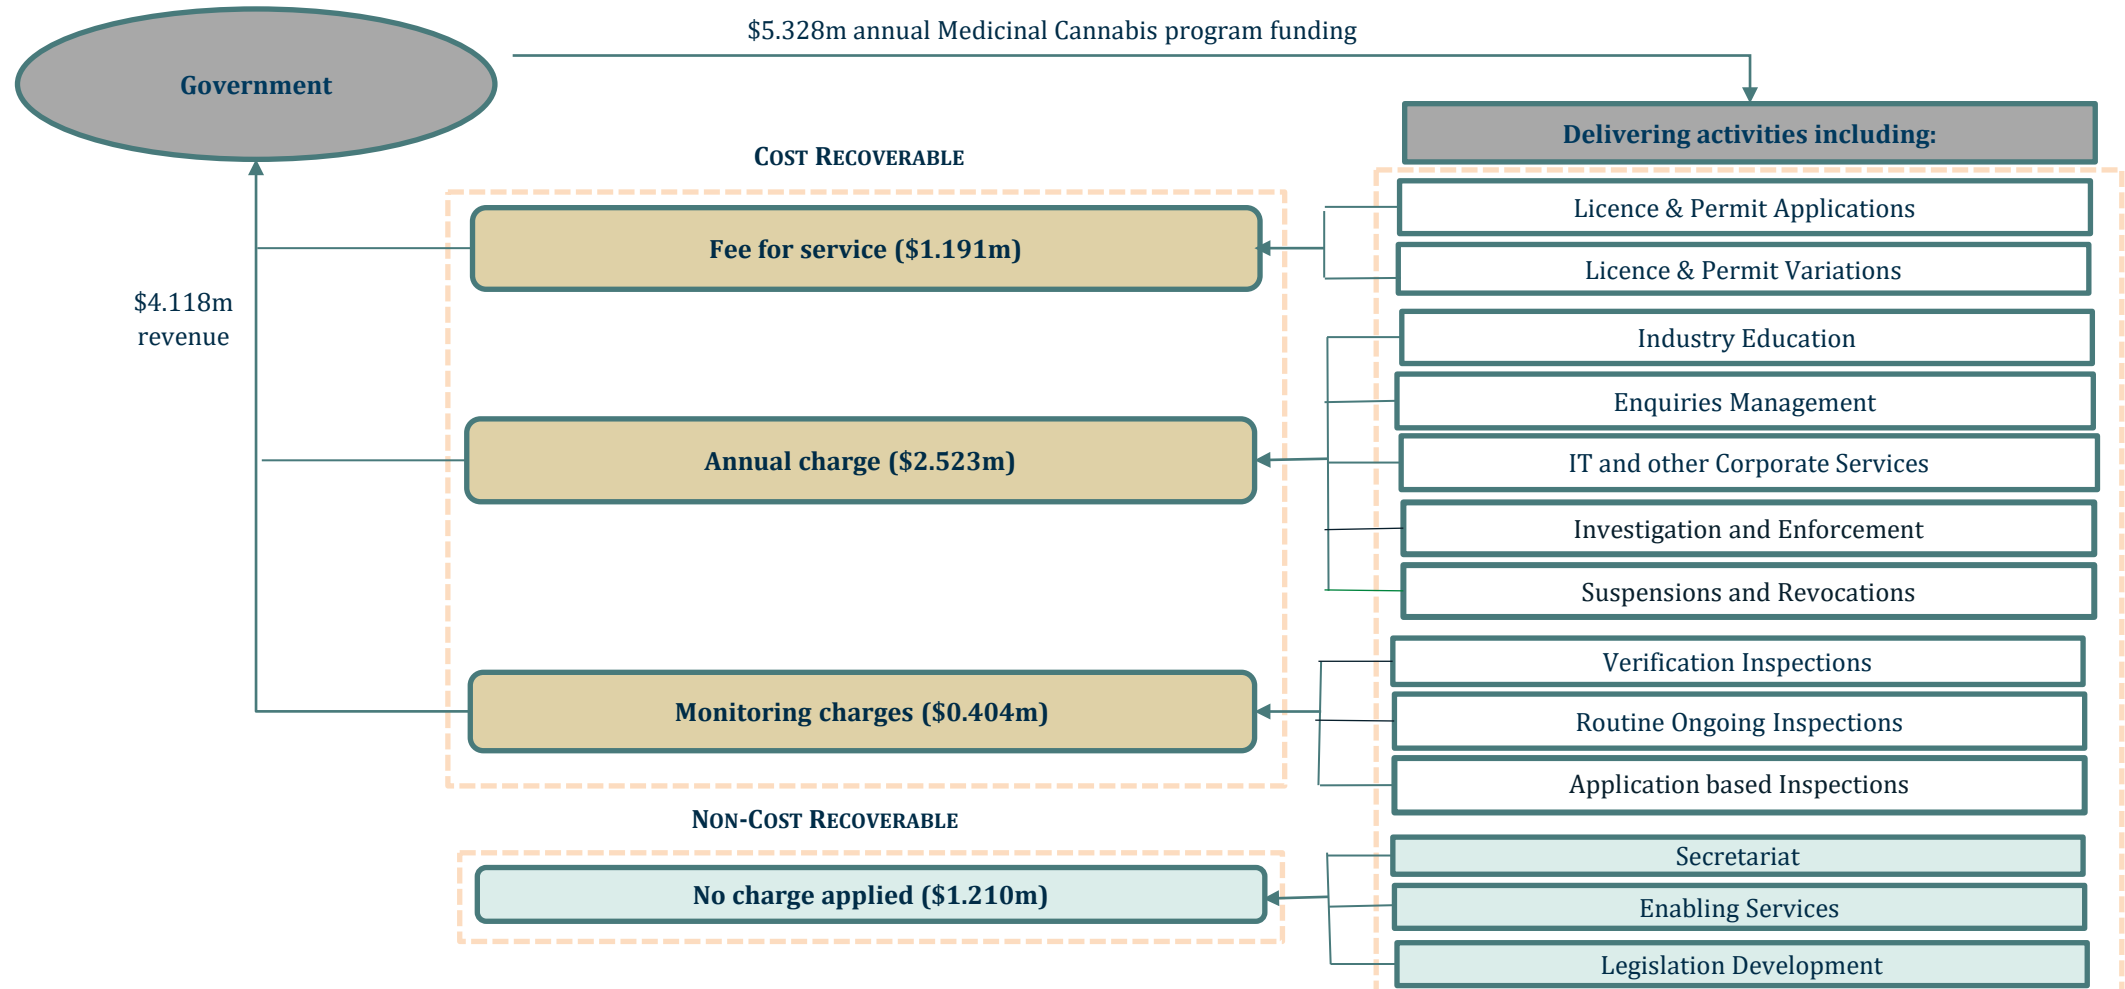 $5.328m annual Medicinal Cannabis program funding
Government
Delivering activities including:
COST RECOVERABLE
Licence & Permit Applications
Fee for service ($1.191m)
Licence & Permit Variations
$4.118m
revenue
Industry Education
Enquiries Management
Annual charge ($2.523m)
IT and other Corporate Services
Investigation and Enforcement
Suspensions and Revocations
Verification Inspections
Monitoring charges ($0.404m)
Routine Ongoing Inspections
Application based Inspections
NON-COST RECOVERABLE
Secretariat
No charge applied ($1.210m)
Enabling Services
Legislation Development